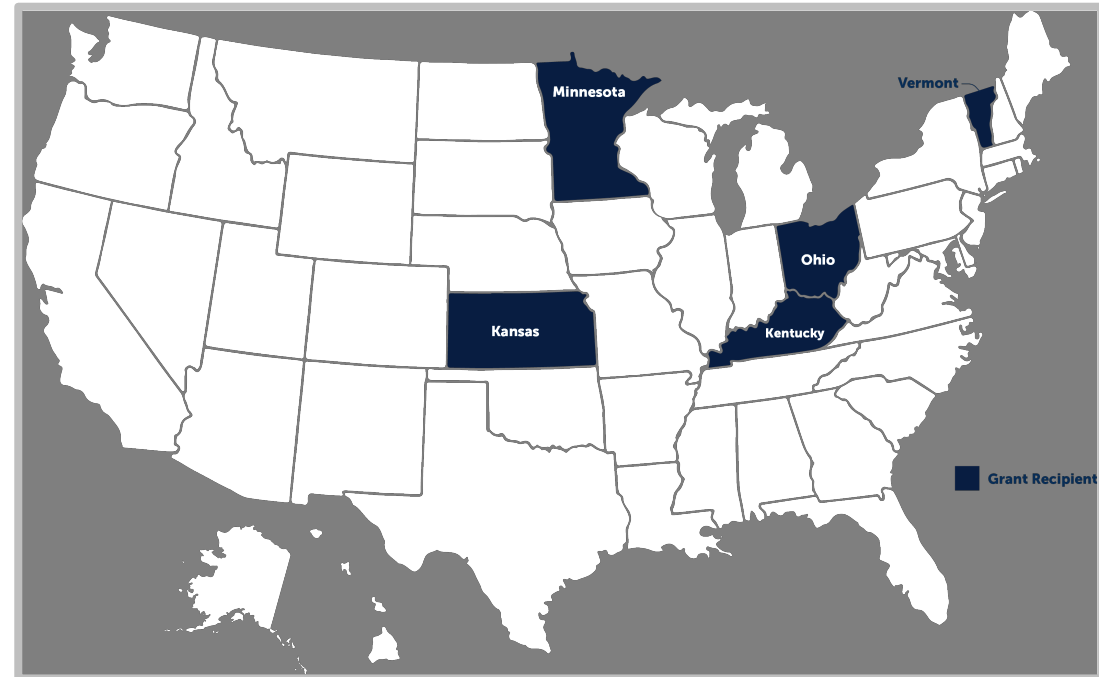 Minnesota
Vermont
Ohio
Kansas
Kentucky
Grant Recipient